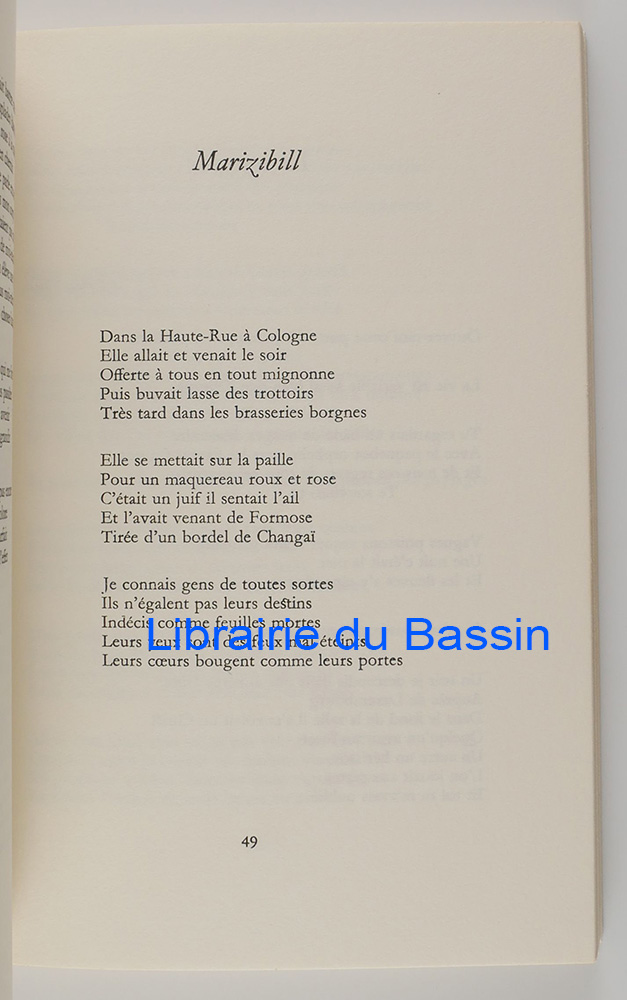 Marizibill
Dans la Haute-Rue à Cologne
Elle allait et venait le soir
Offerte à tous en tout mignonne
Puis buvait lasse des trottoirs
Très tard dans les brasseries borgnes
Elle se mettait sur la paille
Pour un maquereau roux et rose
C'était un juif il sentait l'ail
Et l'avait venant de Formose
Tirée d'un bordel de Changaï
Je connais gens de toutes sortes
Ils n'égalent pas leurs destins
Indécis comme feuilles mortes
Leurs yeux sont des feux mal éteints
Leurs cœurs bougent comme leurs portes
Librairie du Bassin
49